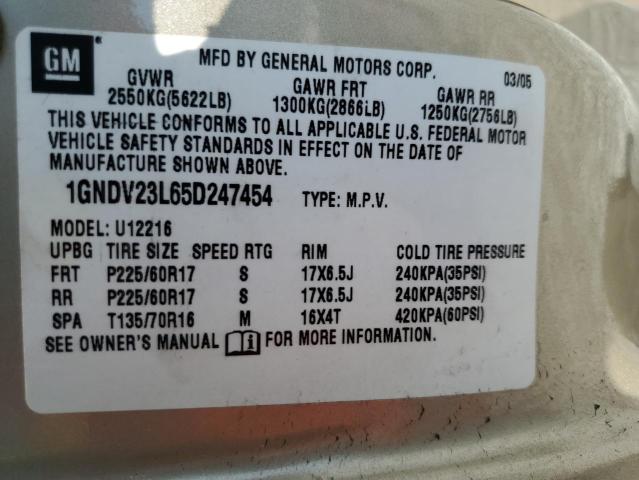 GM
MFD BY GENERAL MOTORS CORP. 03/05
GVWR GAWR FRT GAWR RR
2550KG(5622LB) 1300KG(2866LB) 1250KG(2756LB)
THIS VEHICLE CONFORMS TO ALL APPLICABLE U.S. FEDERAL MOTOR
VEHICLE SAFETY STANDARDS IN EFFECT ON THE DATE OF
MANUFACTURE SHOWN ABOVE.
1GNDV23L65D247454 TYPE: M.P.V.
MODEL: U12216
UPBG TIRE SIZE SPEED RTG RIM COLD TIRE PRESSURE
FRT P225/60R17 S 17X6.5J 240KPA(35PSI)
RR P225/60R17 S 17X6.5J 240KPA(35PSI)
SPA T135/70R16 M 16X4T 420KPA(60PSI)
SEE OWNER'S MANUAL FOR MORE INFORMATION.